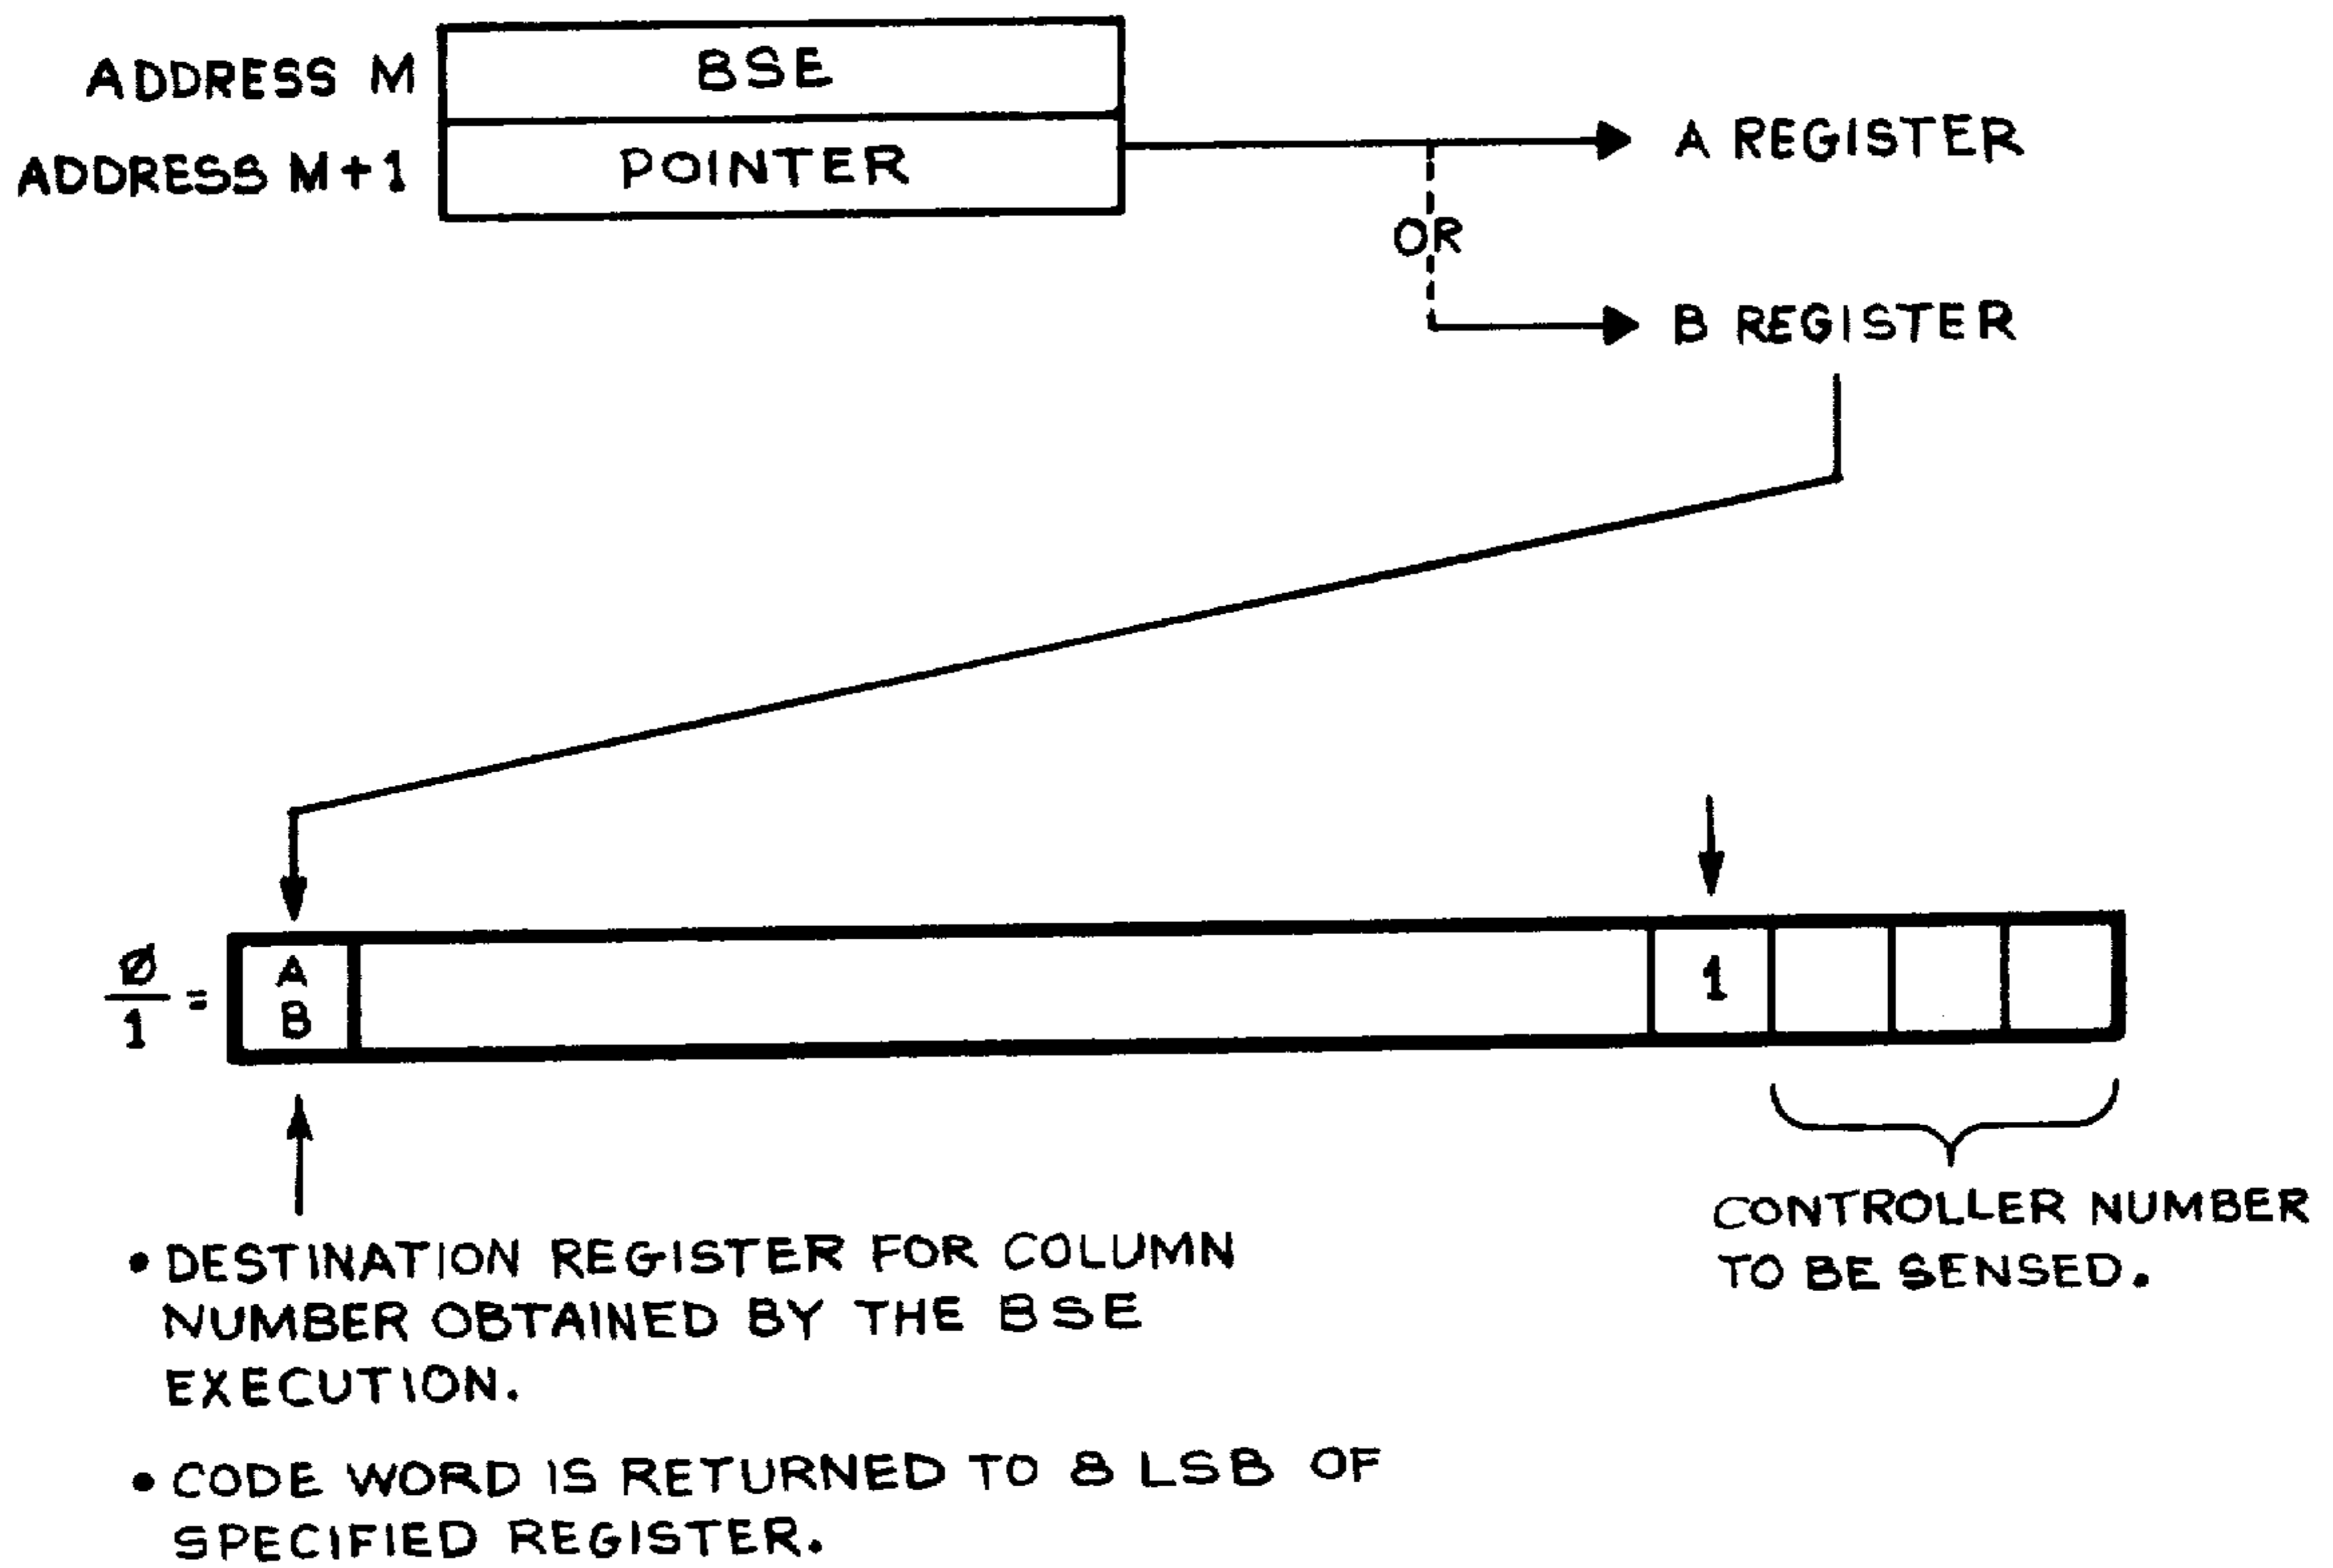 ADDRESS M
BSE
ADDRESS M+1
POINTER
A REGISTER
OR
B REGISTER
Ø
1
=
A
B
1
CONTROLLER NUMBER
TO BE SENSED.
• DESTINATION REGISTER FOR COLUMN
NUMBER OBTAINED BY THE BSE
EXECUTION.
• CODE WORD IS RETURNED TO 8 LSB OF
SPECIFIED REGISTER.